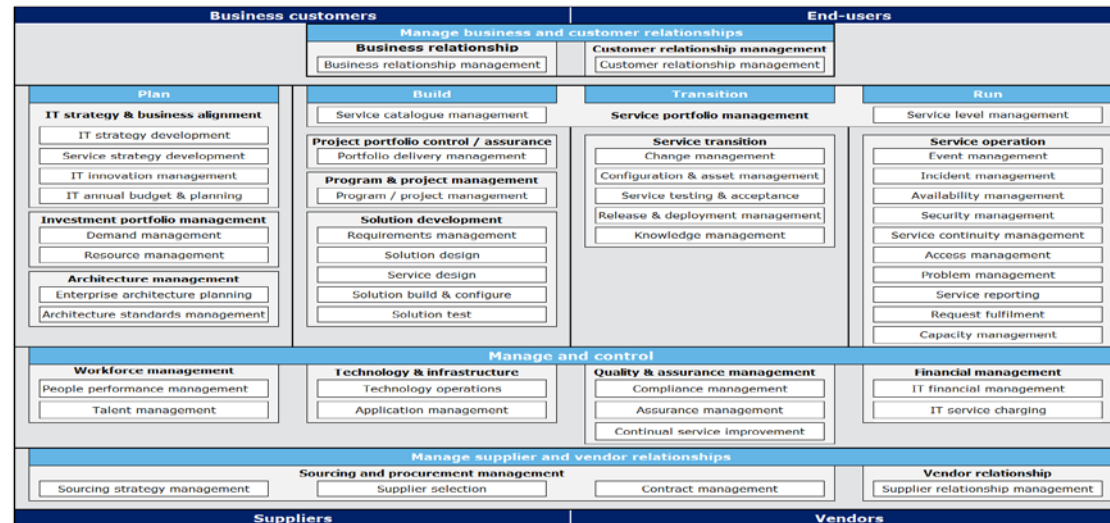 Business customers
End-users
Manage business and customer relationships
Business relationship
Business relationship management
Customer relationship management
Customer relationship management
Plan
IT strategy & business alignment
IT strategy development
Service strategy development
IT innovation management
IT annual budget & planning
Investment portfolio management
Demand management
Resource management
Architecture management
Enterprise architecture planning
Architecture standards management
Build
Service catalogue management
Project portfolio control / assurance
Portfolio delivery management
Program & project management
Program / project management
Solution development
Requirements management
Solution design
Service design
Solution build & configure
Solution test
Transition
Service portfolio management
Service transition
Change management
Configuration & asset management
Service testing & acceptance
Release & deployment management
Knowledge management
Run
Service level management
Service operation
Event management
Incident management
Availability management
Security management
Service continuity management
Access management
Problem management
Service reporting
Request fulfilment
Capacity management
Manage and control
Workforce management
People performance management
Talent management
Technology & infrastructure
Technology operations
Application management
Quality & assurance management
Compliance management
Assurance management
Continual service improvement
Financial management
IT financial management
IT service charging
Manage supplier and vendor relationships
Sourcing and procurement management
Sourcing strategy management
Supplier selection
Contract management
Vendor relationship
Supplier relationship management
Suppliers
Vendors